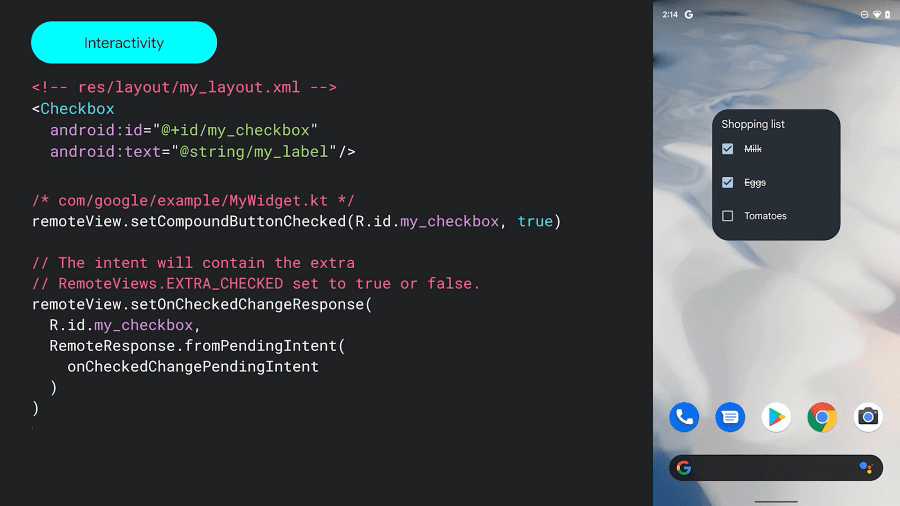 Interactivity
<!-- res/layout/my_layout.xml -->
<Checkbox
android:id="@+id/my_checkbox"
android:text="@string/my_label"/>
/* com/google/example/MyWidget.kt */
remoteView.setCompoundButtonChecked(R.id.my_checkbox, true)
// The intent will contain the extra
// RemoteViews.EXTRA_CHECKED set to true or false.
remoteView.setOnCheckedChangeResponse(
R.id.my_checkbox,
RemoteResponse.fromPendingIntent(
onCheckedChangePendingIntent
)
)
2:14 G
Shopping list
Milk
Eggs
Tomatoes
G